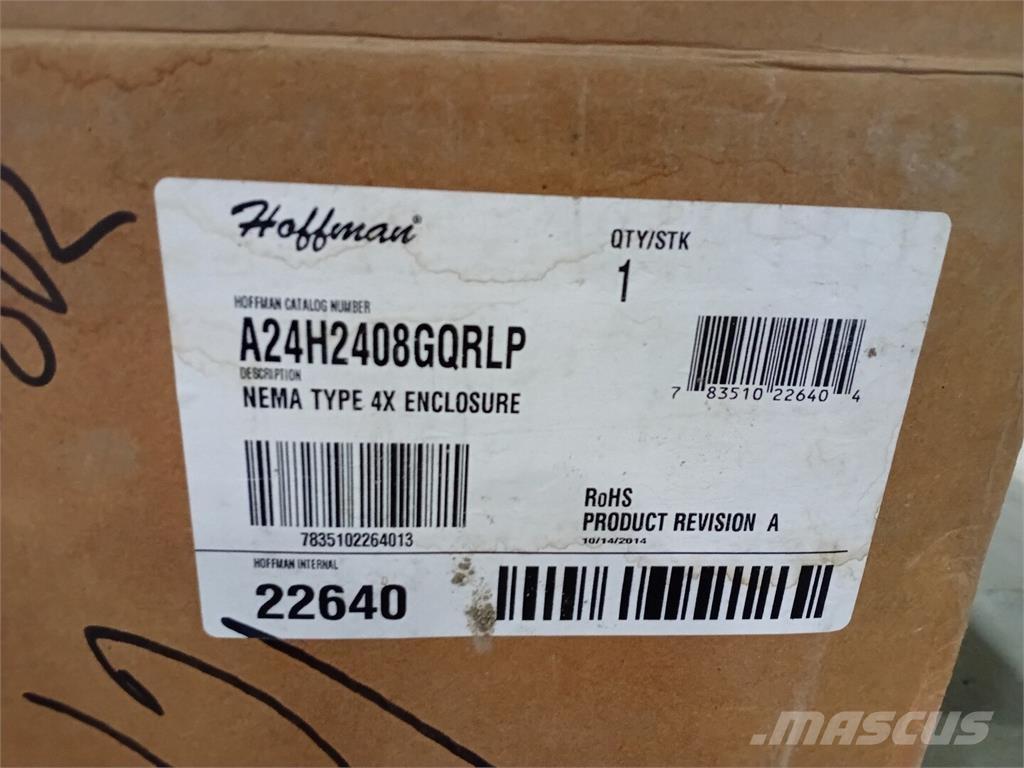 Hoffman®
QTY/STK
1
HOFFMAN CATALOG NUMBER
A24H2408GQRLP
DESCRIPTION
NEMA TYPE 4X ENCLOSURE
7 83510 22640 4
7835102264013
RoHS
PRODUCT REVISION A
10/14/2014
HOFFMAN INTERNAL
22640
MASCUS